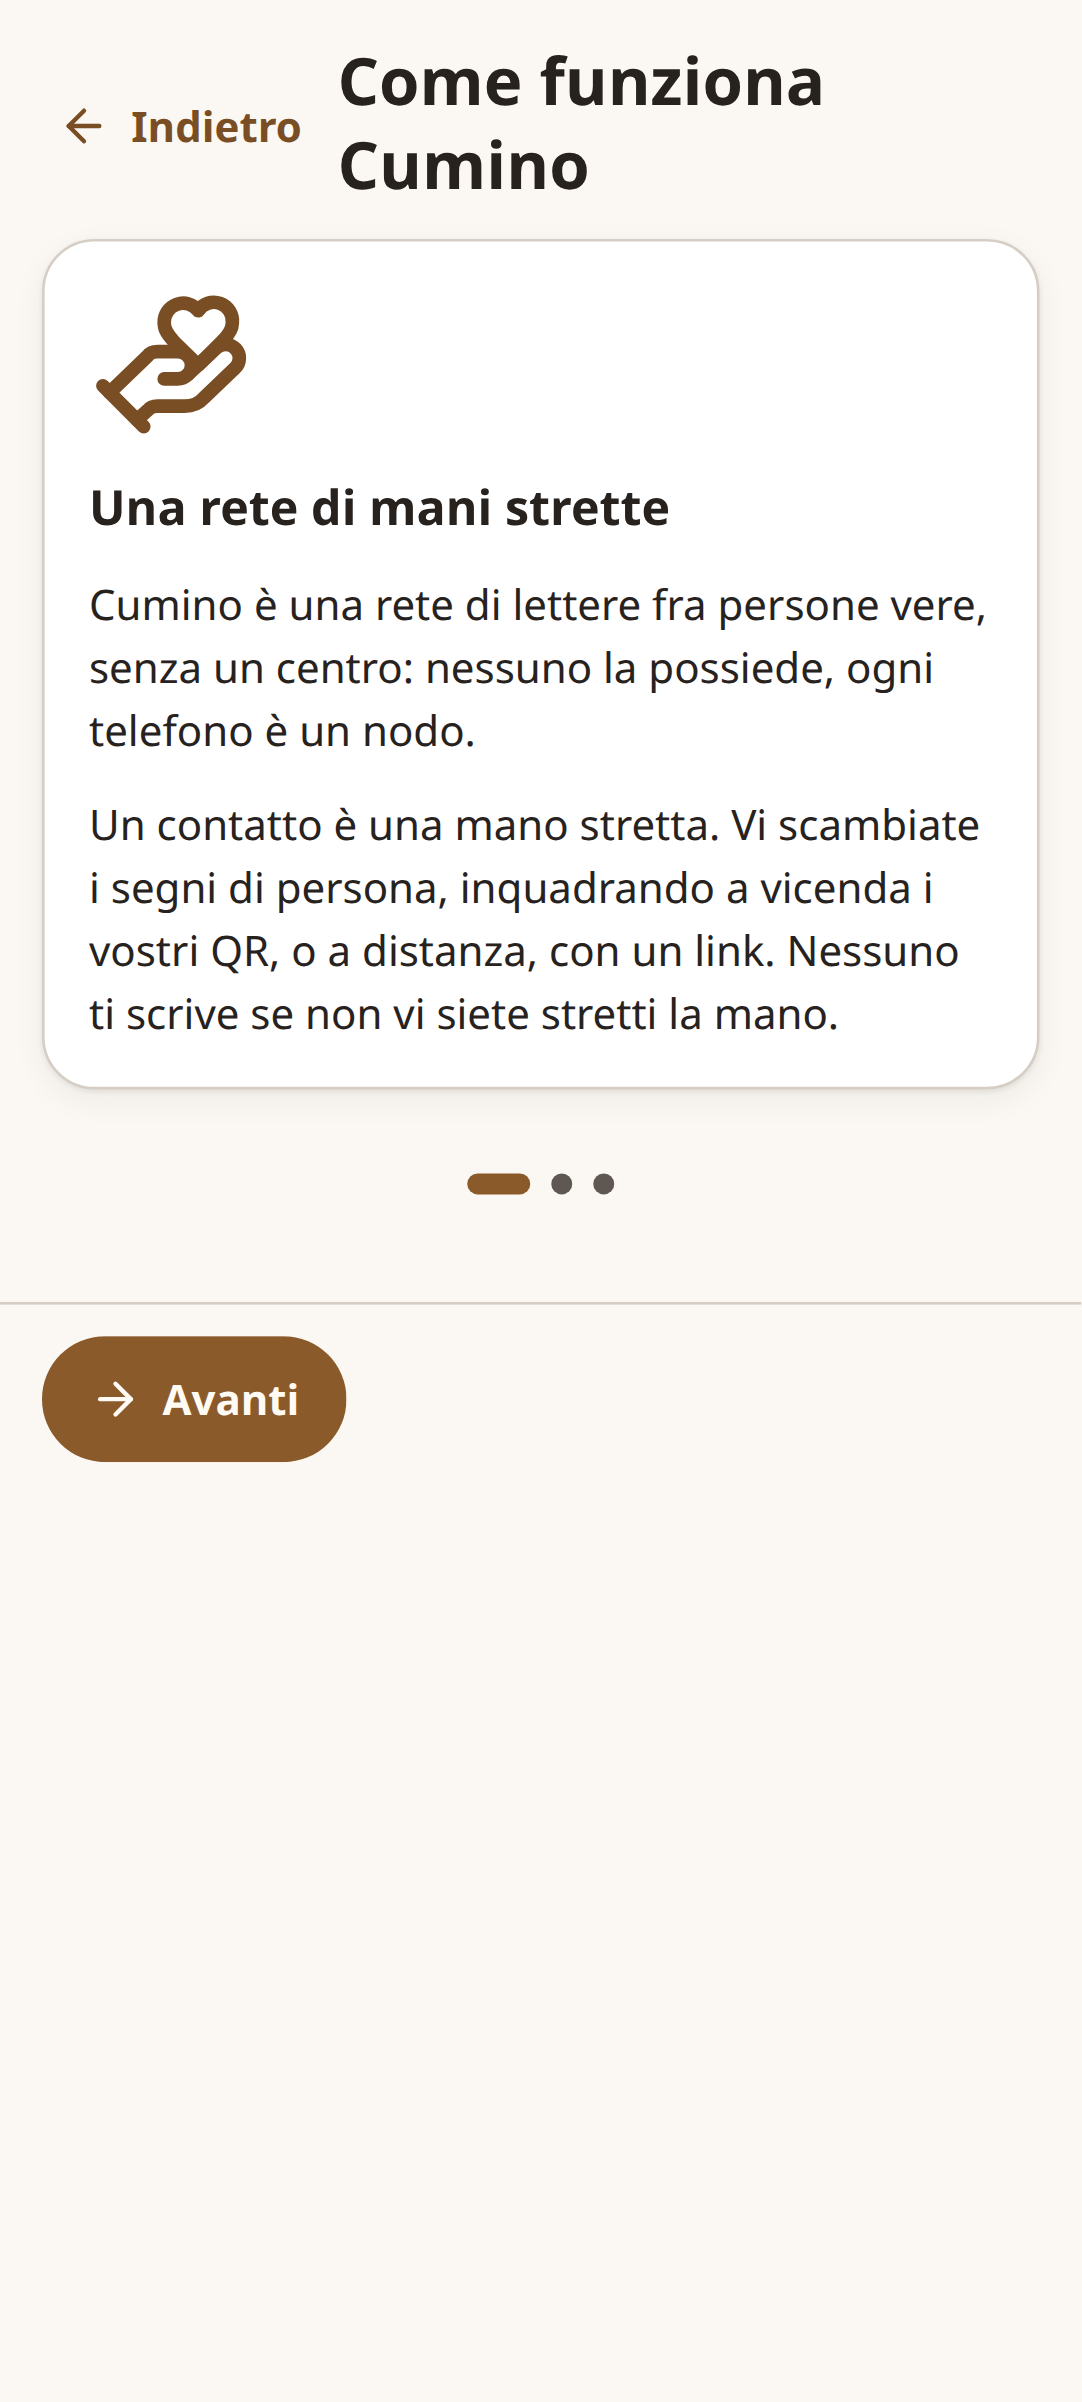 Indietro
Come funziona
Cumino
Una rete di mani strette
Cumino è una rete di lettere fra persone vere,
senza un centro: nessuno la possiede, ogni
telefono è un nodo.
Un contatto è una mano stretta. Vi scambiate
i segni di persona, inquadrando a vicenda i
vostri QR, o a distanza, con un link. Nessuno
ti scrive se non vi siete stretti la mano.
Avanti